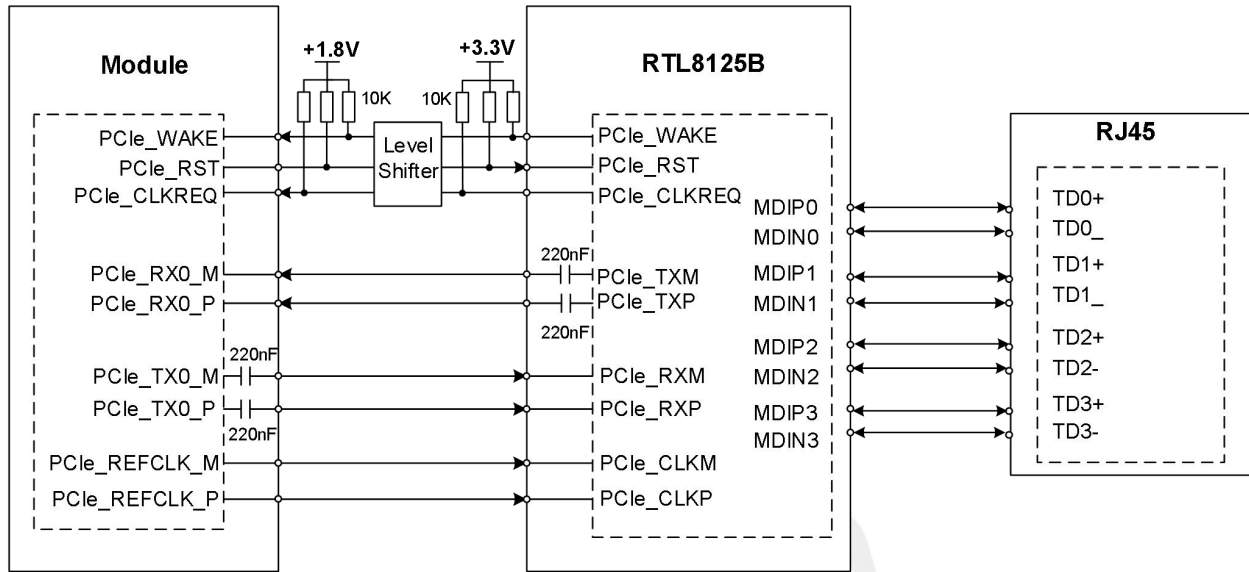 Module
PCIe_WAKE
PCIe_RST
PCIe_CLKREQ
PCIe_RX0_M
PCIe_RX0_P
220nF
PCIe_TX0_M
PCIe_TX0_P
220nF
PCIe_REFCLK_M
PCIe_REFCLK_P
+1.8V
10K
+3.3V
10K
Level
Shifter
RTL8125B
PCIe_WAKE
PCIe_RST
PCIe_CLKREQ
220nF
PCIe_TXM
PCIe_TXP
220nF
PCIe_RXM
PCIe_RXP
PCIe_CLKM
PCIe_CLKP
MDIP0
MDIN0
MDIP1
MDIN1
MDIP2
MDIN2
MDIP3
MDIN3
RJ45
TD0+
TD0_
TD1+
TD1_
TD2+
TD2-
TD3+
TD3-